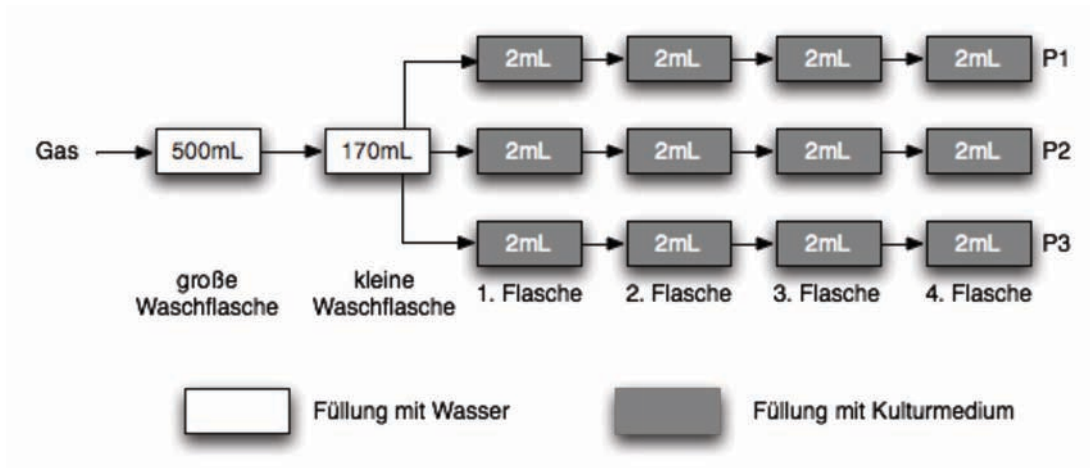 2mL 2mL 2mL 2mL P1
Gas 500mL 170mL 2mL 2mL 2mL 2mL P2
2mL 2mL 2mL 2mL P3
große
Waschflasche
kleine
Waschflasche
1. Flasche 2. Flasche 3. Flasche 4. Flasche
Füllung mit Wasser Füllung mit Kulturmedium